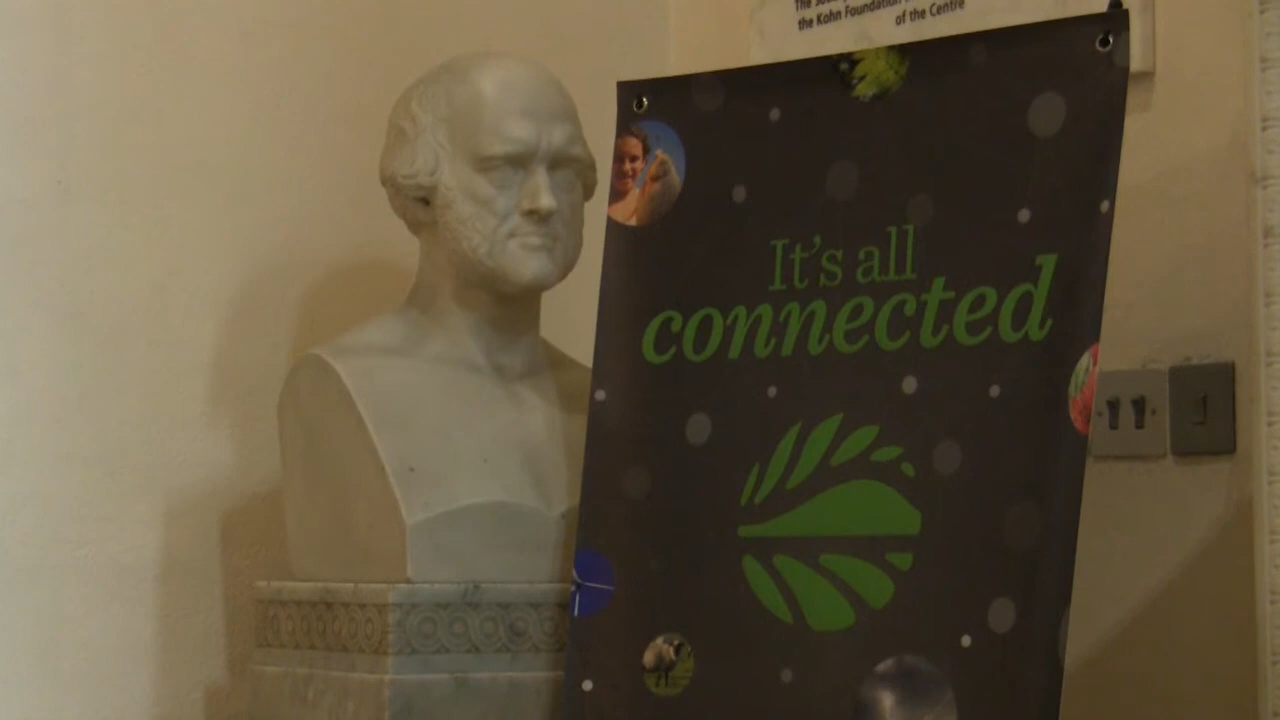 the Kohn Foundation
of the Centre
It's all
connected